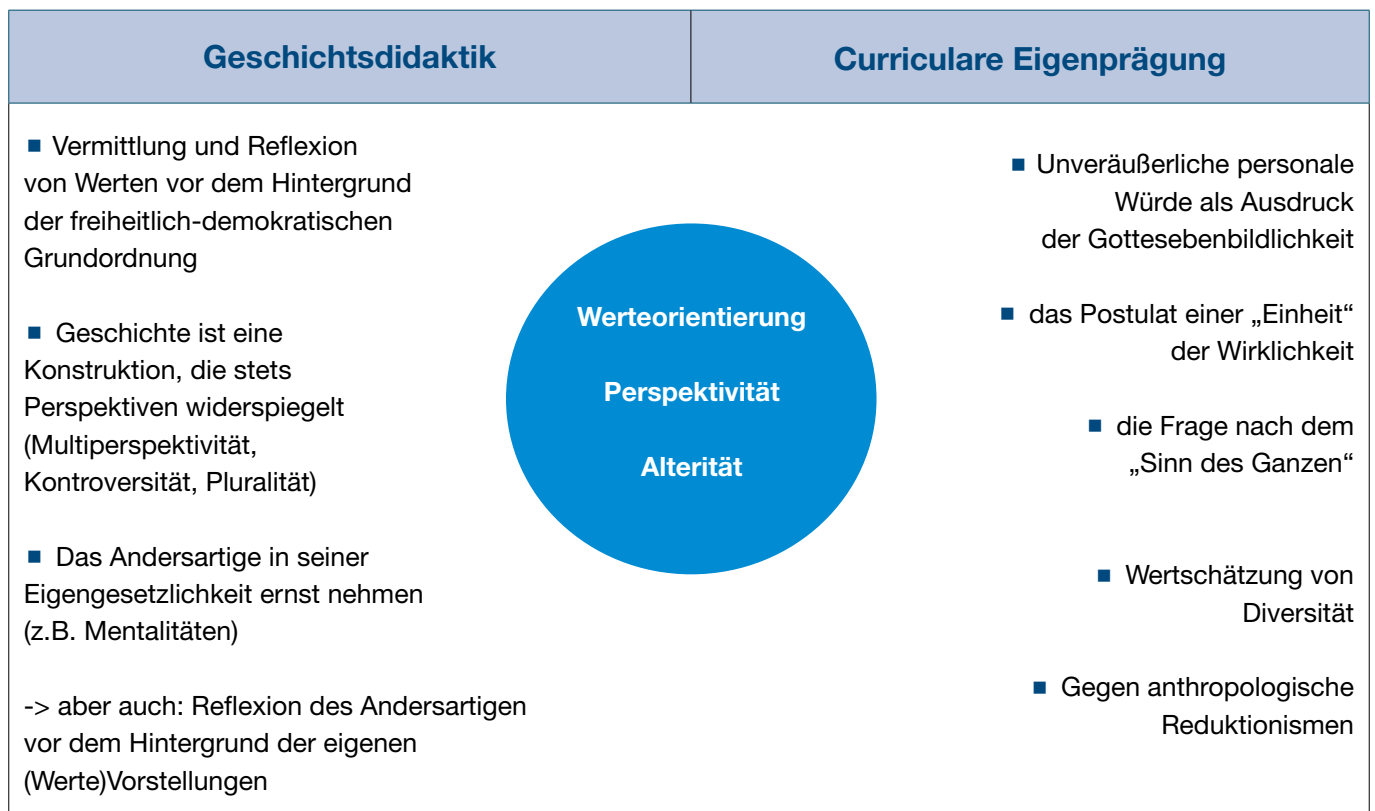 Geschichtsdidaktik
Curriculare Eigenprägung
■ Vermittlung und Reflexion
von Werten vor dem Hintergrund
der freiheitlich-demokratischen
Grundordnung
■ Geschichte ist eine
Konstruktion, die stets
Perspektiven widerspiegelt
(Multiperspektivität,
Kontroversität, Pluralität)
■ Das Andersartige in seiner
Eigengesetzlichkeit ernst nehmen
(z.B. Mentalitäten)
-> aber auch: Reflexion des Andersartigen
vor dem Hintergrund der eigenen
(Werte)Vorstellungen
Werteorientierung
Perspektivität
Alterität
■ Unveräußerliche personale
Würde als Ausdruck
der Gottesebenbildlichkeit
■ das Postulat einer „Einheit“
der Wirklichkeit
■ die Frage nach dem
„Sinn des Ganzen“
■ Wertschätzung von
Diversität
■ Gegen anthropologische
Reduktionismen